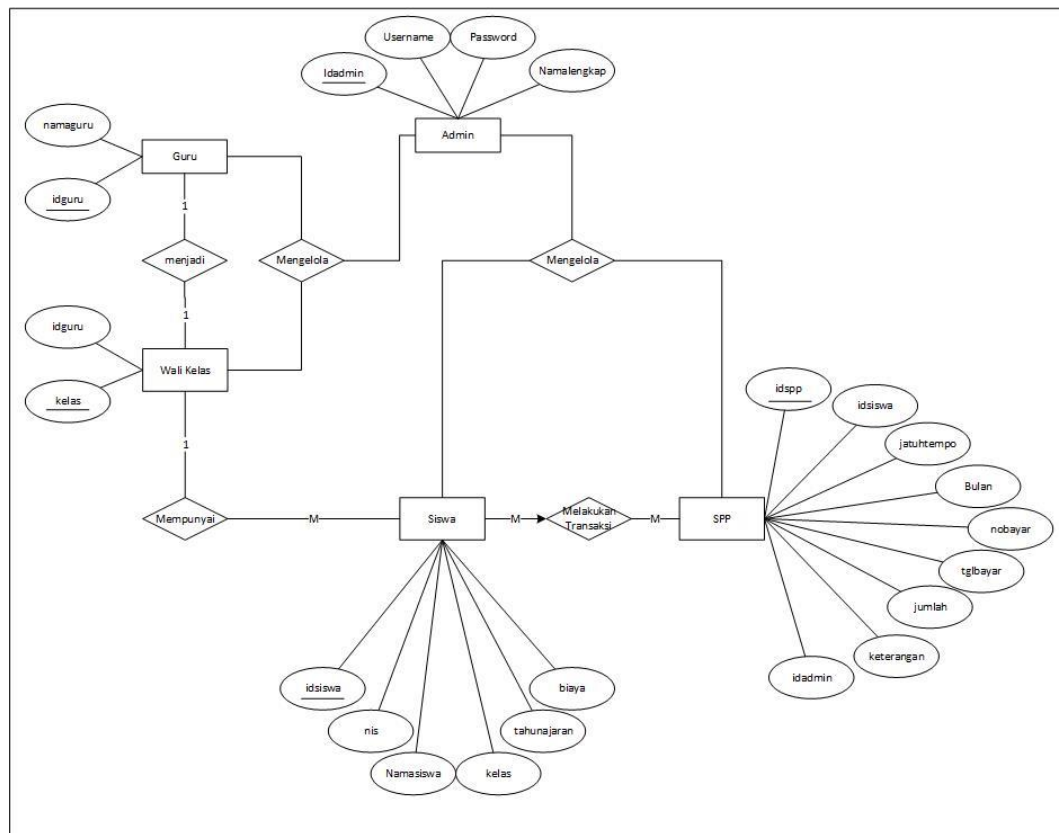 Username
Password
Idadmin
Namalengkap
namaguru
Admin
Guru
idguru
1
menjadi
Mengelola
Mengelola
1
idguru
Wali Kelas
kelas
idspp
idsiswa
jatuhtempo
1
Bulan
Mempunyai
M
Siswa
M
Melakukan
Transaksi
M
SPP
nobayar
tglbayar
jumlah
keterangan
idadmin
idsiswa
biaya
nis
tahunajaran
Namasiswa
kelas